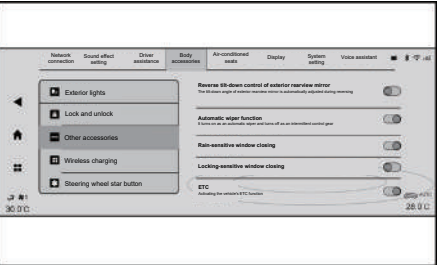 Network connection
Sound effect setting
Driver assistance
Body accessories
Air-conditioned seats
Display
System setting
Voice assistant
Exterior lights
Lock and unlock
Other accessories
Wireless charging
Steering wheel star button
Reverse tilt-down control of exterior rearview mirror
The tilt-down angle of exterior rearview mirror is automatically adjusted during reversing
Automatic wiper function
It turns on as an automatic wiper and turns off as an intermittent control gear
Rain-sensitive window closing
Locking-sensitive window closing
ETC
Activating the vehicle's ETC function
30.0°C
AUTO
28.0°C